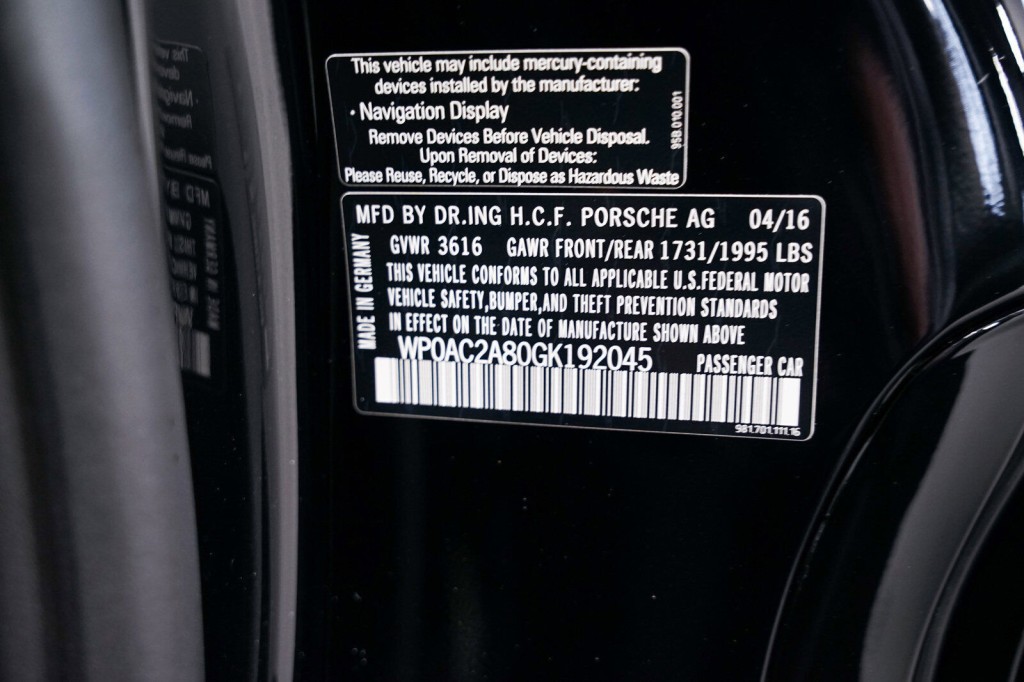 This vehicle may include mercury-containing
devices installed by the manufacturer:
· Navigation Display
Remove Devices Before Vehicle Disposal.
Upon Removal of Devices:
Please Reuse, Recycle, or Dispose as Hazardous Waste
95B.010.001
MFD BY DR.ING H.C.F. PORSCHE AG 04/16
GVWR 3616 GAWR FRONT/REAR 1731/1995 LBS
THIS VEHICLE CONFORMS TO ALL APPLICABLE U.S.FEDERAL MOTOR
VEHICLE SAFETY,BUMPER,AND THEFT PREVENTION STANDARDS
IN EFFECT ON THE DATE OF MANUFACTURE SHOWN ABOVE
WP0AC2A80GK192045 PASSENGER CAR
MADE IN GERMANY
981.701.111.16